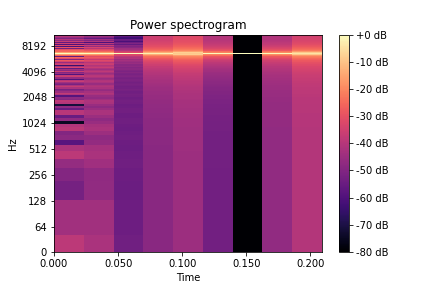 Power spectrogram
Hz
8192
4096
2048
1024
512
256
128
64
0
0.000
0.050
0.100
0.150
0.200
Time
+0 dB
-10 dB
-20 dB
-30 dB
-40 dB
-50 dB
-60 dB
-70 dB
-80 dB